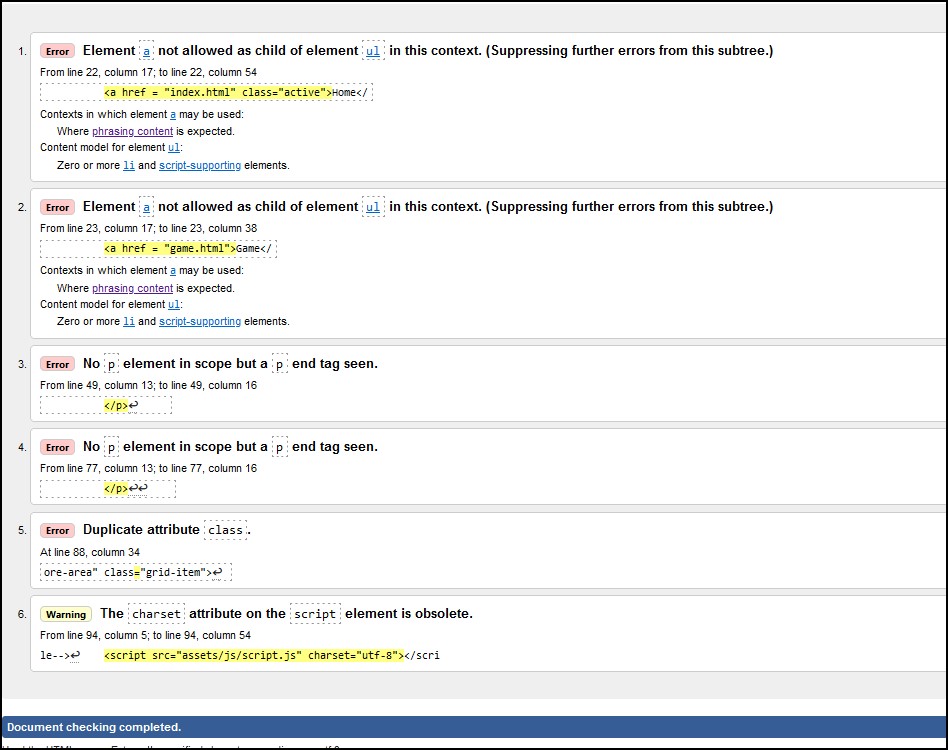 1. Error Element a not allowed as child of element ul in this context. (Suppressing further errors from this subtree.)
From line 22, column 17; to line 22, column 54
<a href = "index.html" class="active">Home</
Contexts in which element a may be used:
Where phrasing content is expected.
Content model for element ul:
Zero or more li and script-supporting elements.
2. Error Element a not allowed as child of element ul in this context. (Suppressing further errors from this subtree.)
From line 23, column 17; to line 23, column 38
<a href = "game.html">Game</
Contexts in which element a may be used:
Where phrasing content is expected.
Content model for element ul:
Zero or more li and script-supporting elements.
3. Error No p element in scope but a p end tag seen.
From line 49, column 13; to line 49, column 16
</p>↩
4. Error No p element in scope but a p end tag seen.
From line 77, column 13; to line 77, column 16
</p>↩↩
5. Error Duplicate attribute class.
At line 88, column 34
ore-area" class="grid-item">↩
6. Warning The charset attribute on the script element is obsolete.
From line 94, column 5; to line 94, column 54
le-->↩ <script src="assets/js/script.js" charset="utf-8"></scri
Document checking completed.